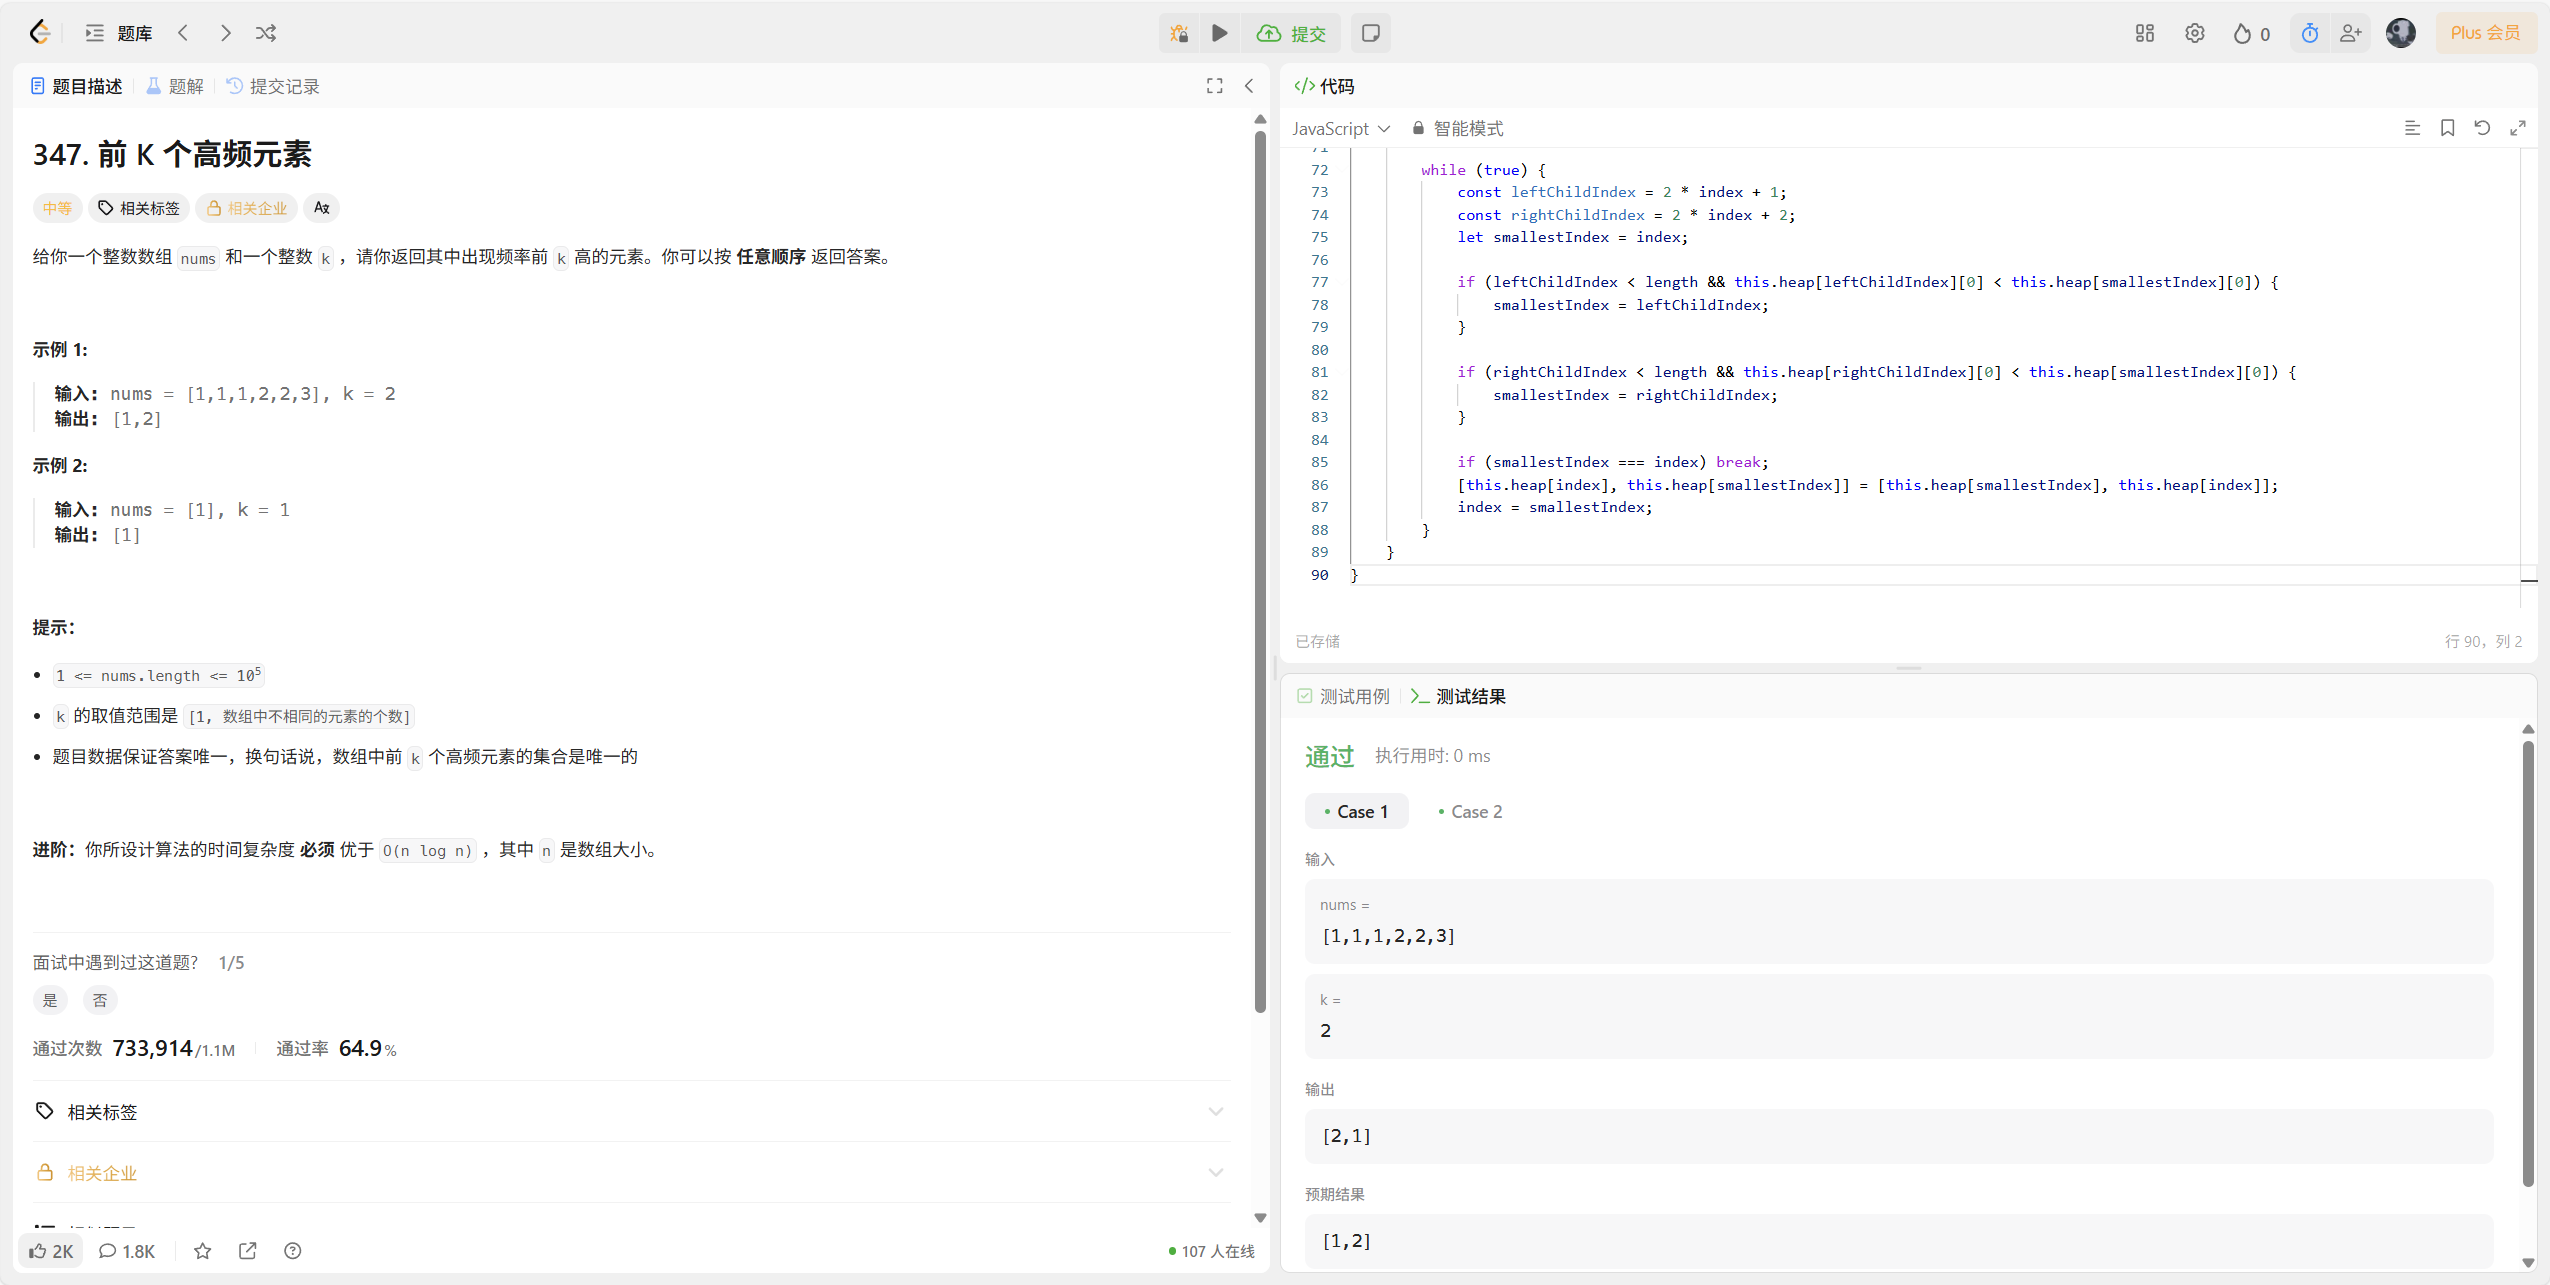 题库
提交
0
Plus 会员
题目描述
题解
提交记录
347. 前 K 个高频元素
中等
相关标签
相关企业
给你一个整数数组 nums 和一个整数 k ，请你返回其中出现频率前 k 高的元素。你可以按 任意顺序 返回答案。
示例 1:
输入: nums = [1,1,1,2,2,3], k = 2
输出: [1,2]
示例 2:
输入: nums = [1], k = 1
输出: [1]
提示：
1 <= nums.length <= 10⁵
k 的取值范围是 [1, 数组中不相同的元素的个数]
题目数据保证答案唯一，换句话说，数组中前 k 个高频元素的集合是唯一的
进阶：你所设计算法的时间复杂度 必须 优于 O(n log n) ，其中 n 是数组大小。
面试中遇到过这道题? 1/5
是 否
通过次数 733,914/1.1M 通过率 64.9%
相关标签
相关企业
2K 1.8K
107 人在线
</> 代码
JavaScript 智能模式
71
72 while (true) {
73 const leftChildIndex = 2 * index + 1;
74 const rightChildIndex = 2 * index + 2;
75 let smallestIndex = index;
76
77 if (leftChildIndex < length && this.heap[leftChildIndex][0] < this.heap[smallestIndex][0]) {
78 smallestIndex = leftChildIndex;
79 }
80
81 if (rightChildIndex < length && this.heap[rightChildIndex][0] < this.heap[smallestIndex][0]) {
82 smallestIndex = rightChildIndex;
83 }
84
85 if (smallestIndex === index) break;
86 [this.heap[index], this.heap[smallestIndex]] = [this.heap[smallestIndex], this.heap[index]];
87 index = smallestIndex;
88 }
89 }
90 }
已存储
行 90，列 2
测试用例
测试结果
通过 执行用时: 0 ms
Case 1
Case 2
输入
nums =
[1,1,1,2,2,3]
k =
2
输出
[2,1]
预期结果
[1,2]